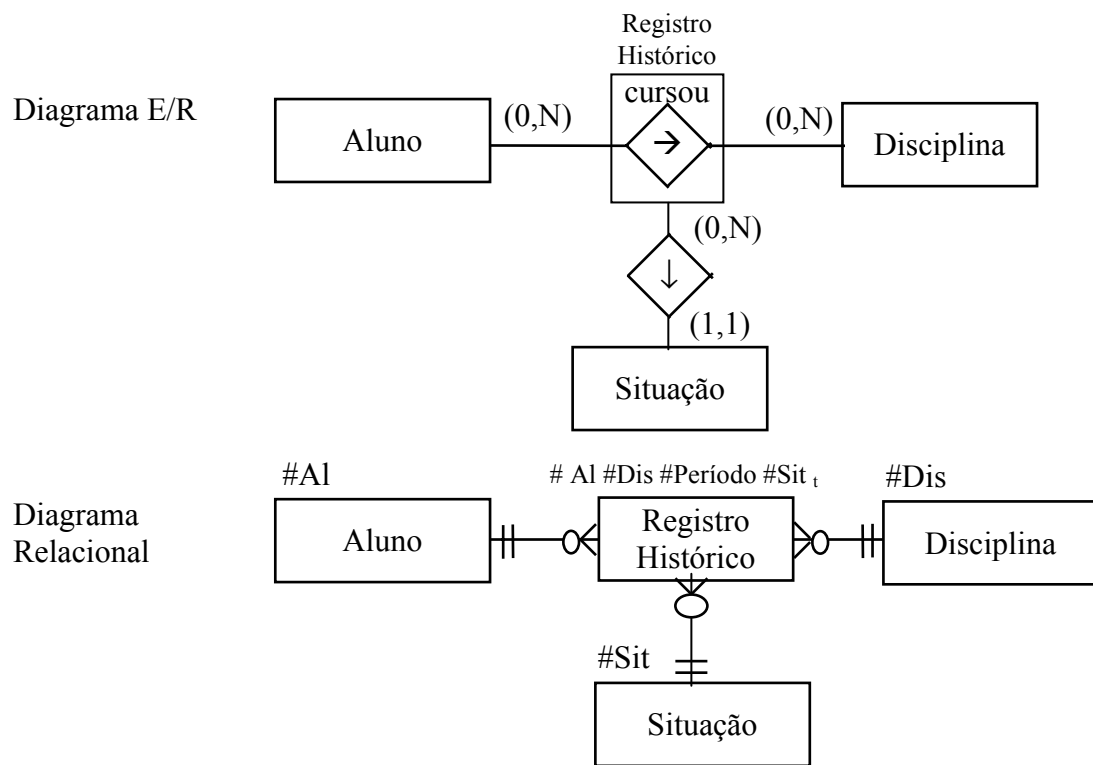 Registro
Histórico
Diagrama E/R
Aluno
(0,N)
cursou
→
(0,N)
Disciplina
(0,N)
↓
(1,1)
Situação
#Al
# Al #Dis #Período #Sit t
#Dis
Diagrama
Relacional
Aluno
Registro
Histórico
Disciplina
#Sit
Situação